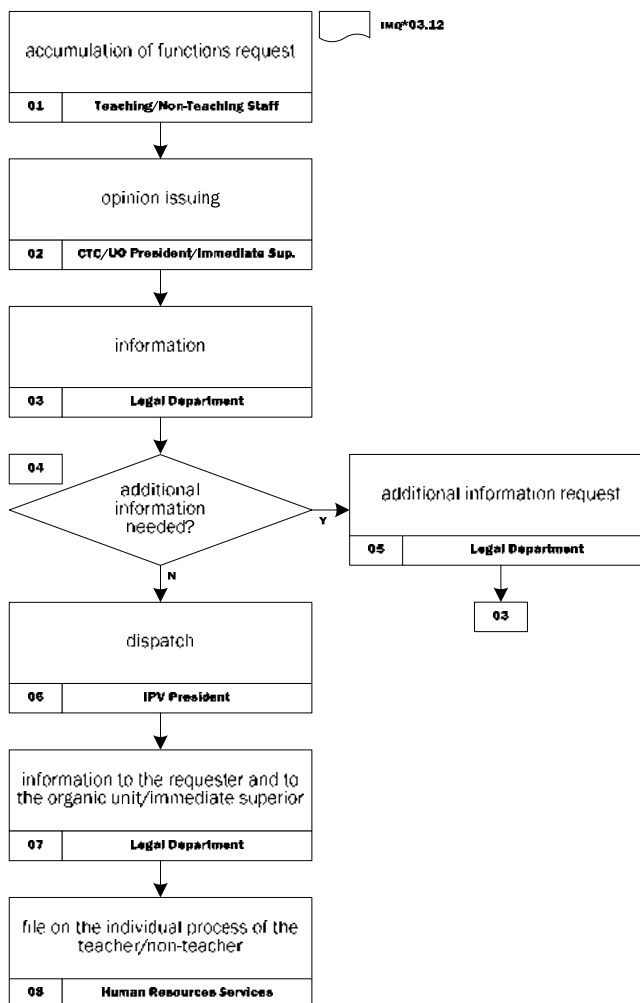 accumulation of functions request
IMQ*03.12
01 Teaching/Non-Teaching Staff
opinion issuing
02 CTC/UO President/Immediate Sup.
information
03 Legal Department
04
additional
information
needed?
Y
N
additional information request
05 Legal Department
03
dispatch
06 IPV President
information to the requester and to
the organic unit/immediate superior
07 Legal Department
file on the individual process of the
teacher/non-teacher
08 Human Resources Services